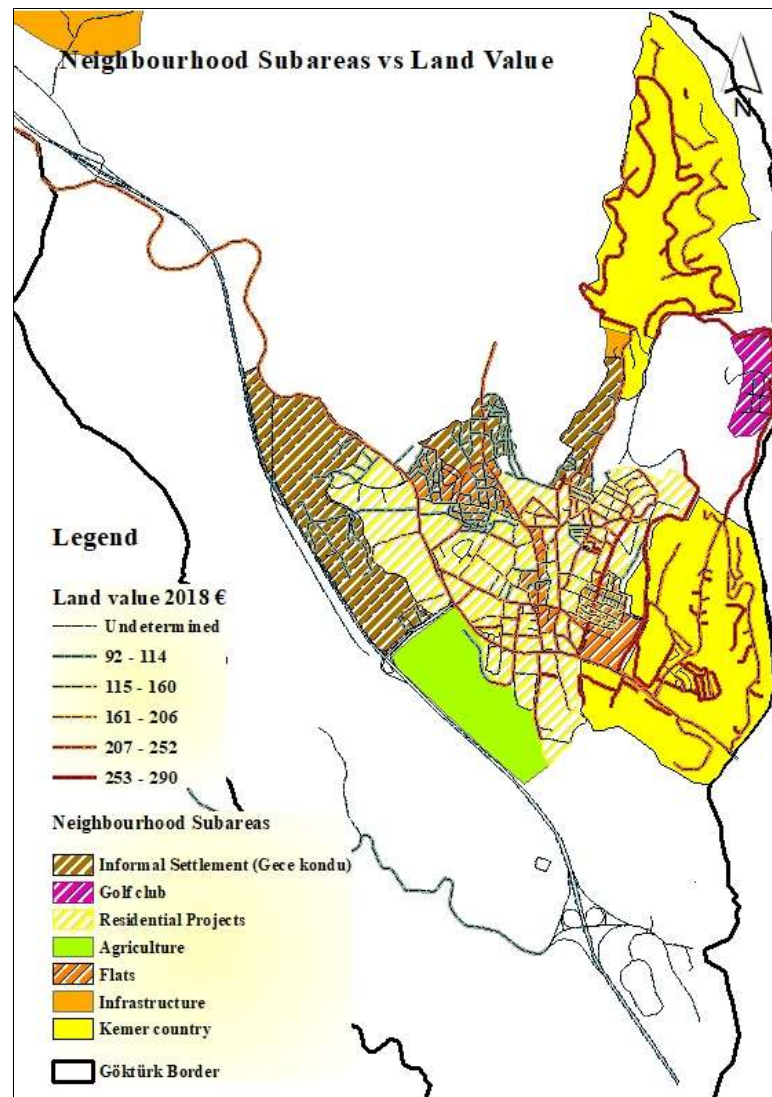 Neighbourhood Subareas vs Land Value
N
Legend
Land value 2018 €
Undetermined
92 - 114
115 - 160
161 - 206
207 - 252
253 - 290
Neighbourhood Subareas
Informal Settlement (Gece kondu)
Golf club
Residential Projects
Agriculture
Flats
Infrastructure
Kemer country
Göktürk Border